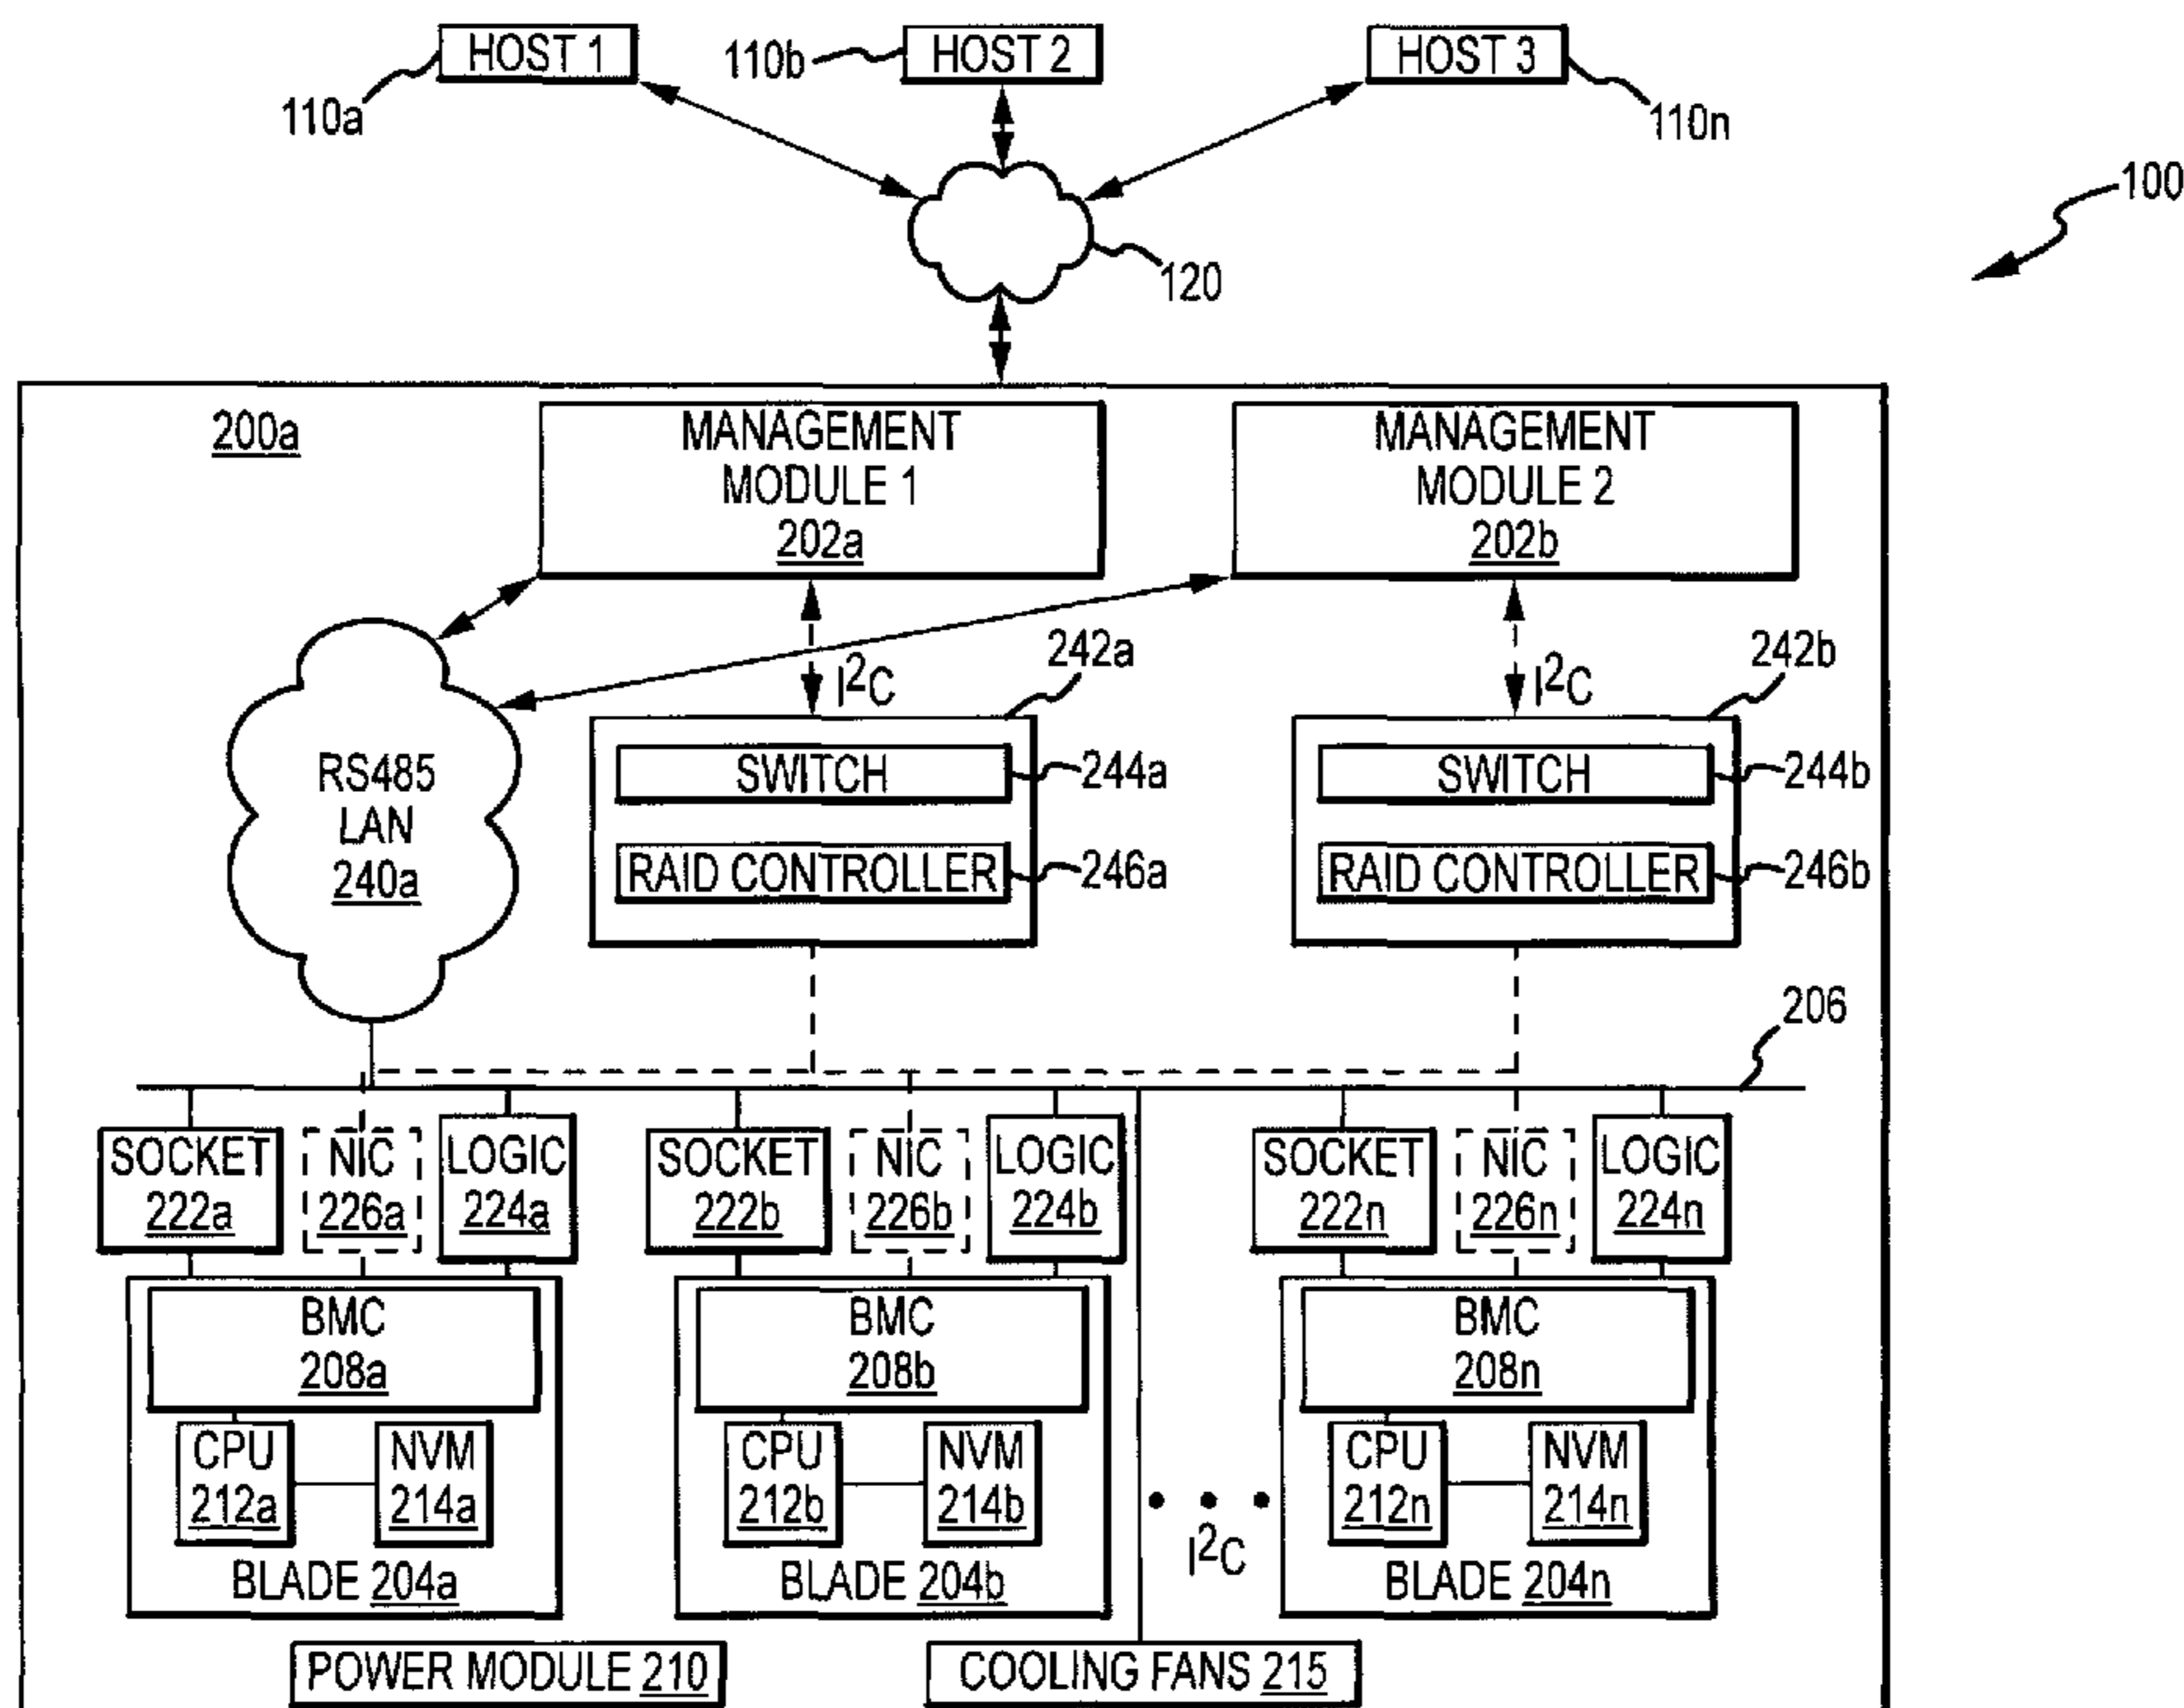 HOST 1
HOST 2
HOST 3
110a
110b
110n
100
120
200a
MANAGEMENT
MODULE 1
202a
MANAGEMENT
MODULE 2
202b
242a
242b
I²C
I²C
RS485
LAN
240a
SWITCH
244a
RAID CONTROLLER
246a
SWITCH
244b
RAID CONTROLLER
246b
206
SOCKET
222a
NIC
226a
LOGIC
224a
SOCKET
222b
NIC
226b
LOGIC
224b
SOCKET
222n
NIC
226n
LOGIC
224n
BMC
208a
CPU
212a
NVM
214a
BLADE 204a
BMC
208b
CPU
212b
NVM
214b
BLADE 204b
• • •
I²C
BMC
208n
CPU
212n
NVM
214n
BLADE 204n
POWER MODULE 210
COOLING FANS 215